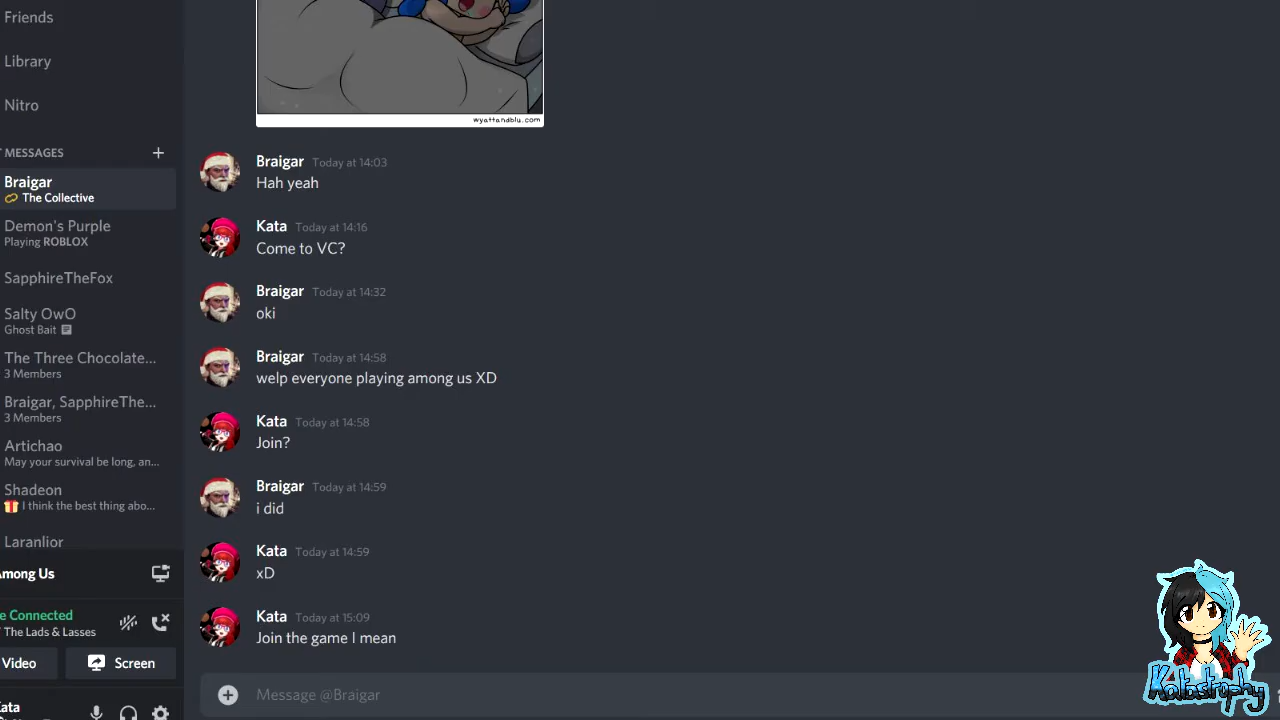 Friends
Library
Nitro
MESSAGES
Braigar
The Collective
Demon's Purple
Playing ROBLOX
SapphireTheFox
Salty OwO
Ghost Bait
The Three Chocolate...
3 Members
Braigar, SapphireThe...
3 Members
Artichao
May your survival be long, an...
Shadeon
I think the best thing abo...
Laranlior
Among Us
Connected
The Lads & Lasses
Video
Screen
Kata
wyattandblu.com
Braigar Today at 14:03
Hah yeah
Kata Today at 14:16
Come to VC?
Braigar Today at 14:32
oki
Braigar Today at 14:58
welp everyone playing among us XD
Kata Today at 14:58
Join?
Braigar Today at 14:59
i did
Kata Today at 14:59
xD
Kata Today at 15:09
Join the game I mean
Message @Braigar
Katastrophy